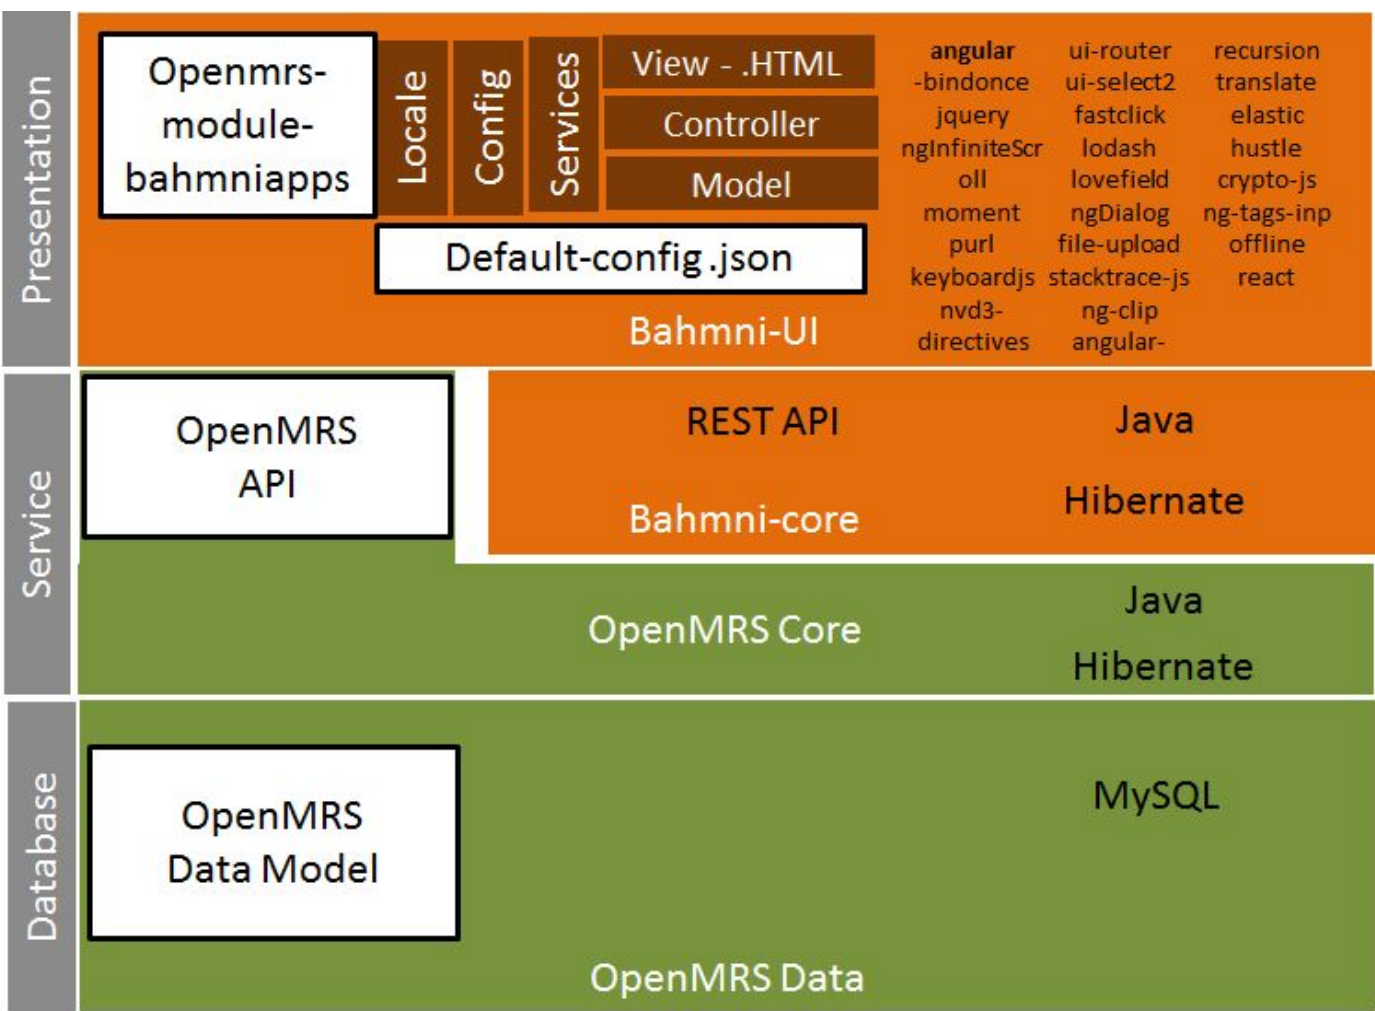 Presentation
Openmrs-
module-
bahmniapps
Locale
Config
Services
View - .HTML
Controller
Model
Default-config.json
Bahmni-UI
angular
-bindonce
jquery
ngInfiniteScr
oll
moment
purl
keyboardjs
nvd3-
directives
ui-router
ui-select2
fastclick
lodash
lovefield
ngDialog
file-upload
stacktrace-js
ng-clip
angular-
recursion
translate
elastic
hustle
crypto-js
ng-tags-inp
offline
react
Service
OpenMRS
API
REST API
Bahmni-core
Java
Hibernate
OpenMRS Core
Java
Hibernate
Database
OpenMRS
Data Model
MySQL
OpenMRS Data